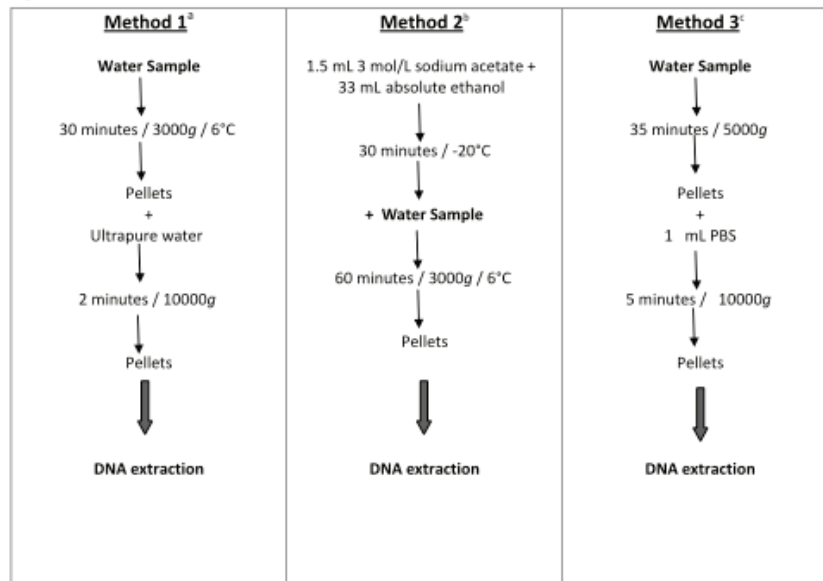 Method 1ᵃ
Water Sample
30 minutes / 3000g / 6°C
Pellets
+
Ultrapure water
2 minutes / 10000g
Pellets
DNA extraction
Method 2ᵇ
1.5 mL 3 mol/L sodium acetate +
33 mL absolute ethanol
30 minutes / -20°C
+ Water Sample
60 minutes / 3000g / 6°C
Pellets
DNA extraction
Method 3ᶜ
Water Sample
35 minutes / 5000g
Pellets
+
1 mL PBS
5 minutes / 10000g
Pellets
DNA extraction